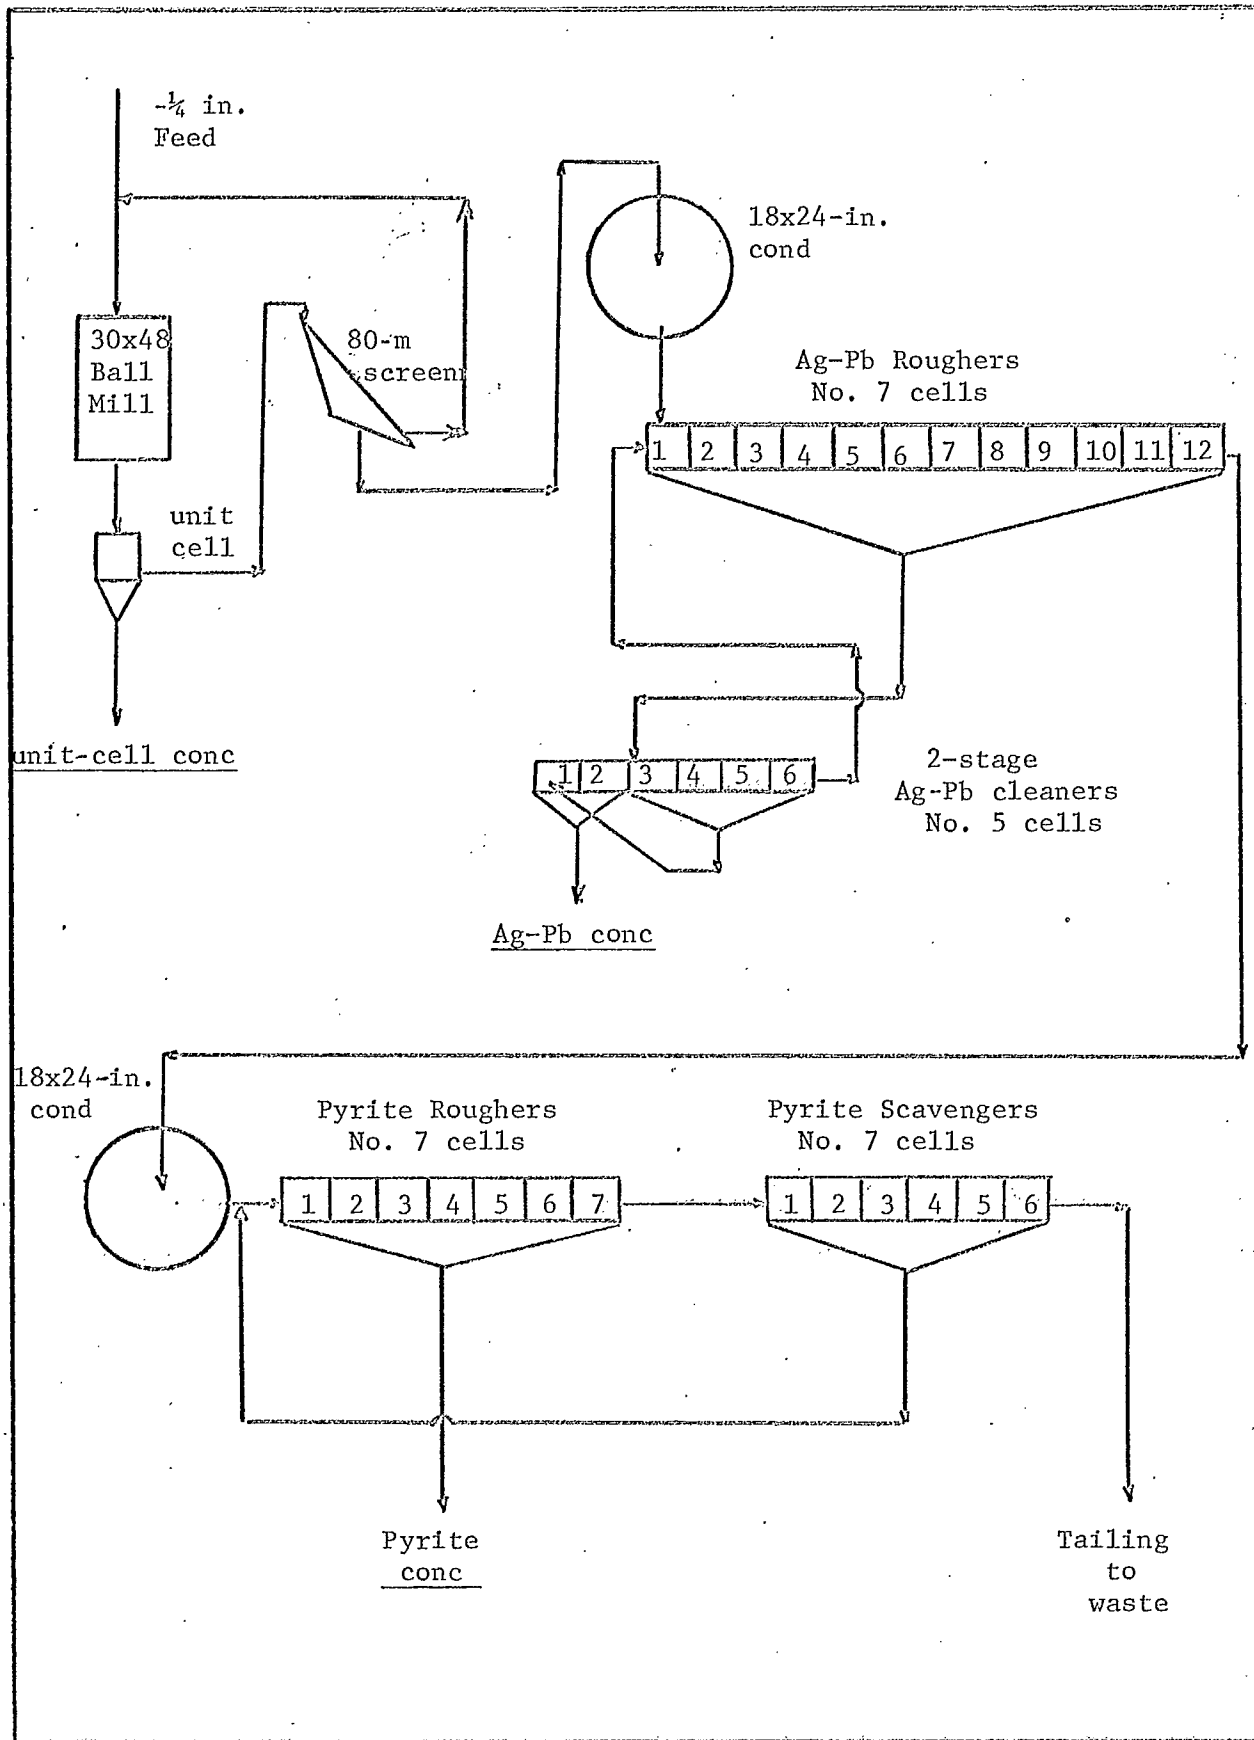 -¼ in.
Feed
18x24-in.
cond
30x48
Ball
Mill
80-m
screen
Ag-Pb Roughers
No. 7 cells
1 2 3 4 5 6 7 8 9 10 11 12
unit
cell
unit-cell conc
1 2 3 4 5 6
2-stage
Ag-Pb cleaners
No. 5 cells
Ag-Pb conc
18x24-in.
cond
Pyrite Roughers
No. 7 cells
1 2 3 4 5 6 7
Pyrite Scavengers
No. 7 cells
1 2 3 4 5 6
Pyrite
conc
Tailing
to
waste